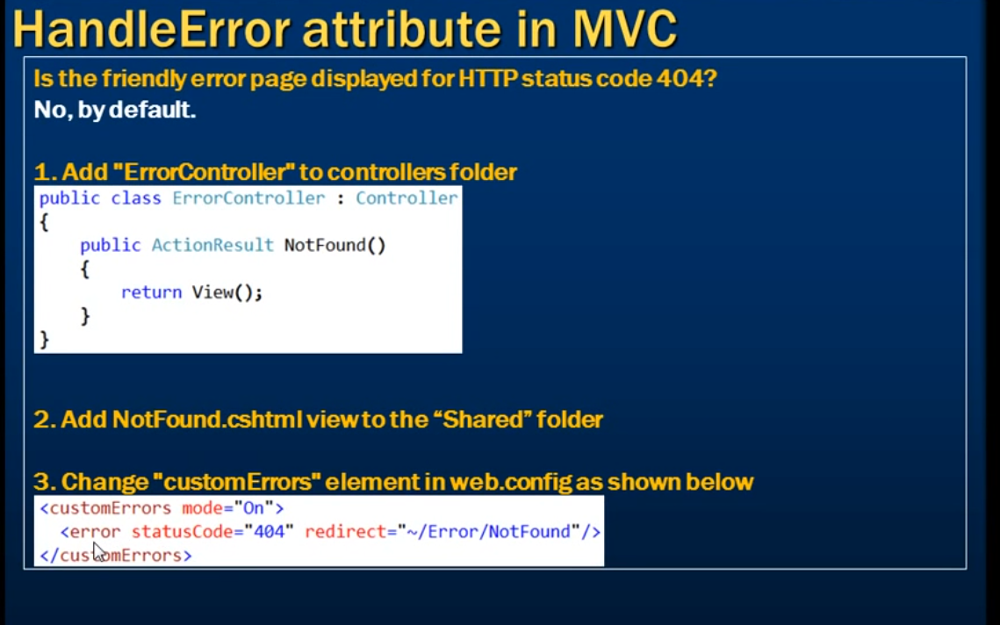 HandleError attribute in MVC
Is the friendly error page displayed for HTTP status code 404?
No, by default.
1. Add "ErrorController" to controllers folder
public class ErrorController : Controller
{
public ActionResult NotFound()
{
return View();
}
}
2. Add NotFound.cshtml view to the “Shared” folder
3. Change "customErrors" element in web.config as shown below
<customErrors mode="On">
<error statusCode="404" redirect="~/Error/NotFound"/>
</customErrors>